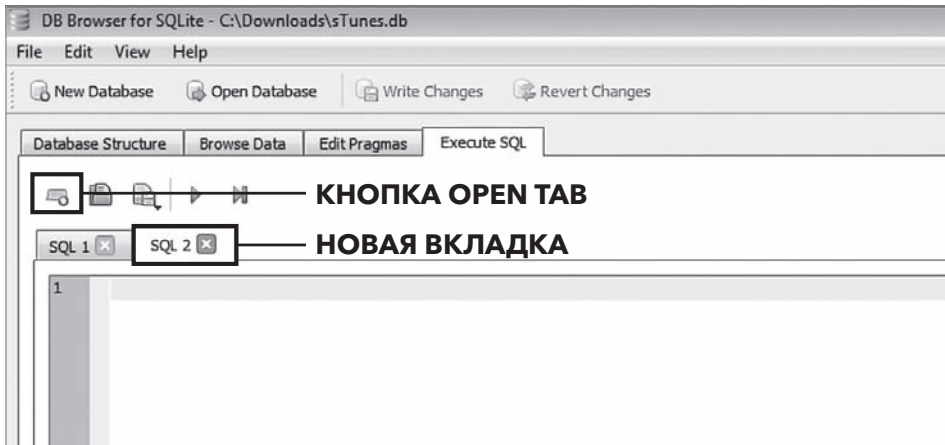 DB Browser for SQLite - C:\Downloads\sTunes.db
File Edit View Help
New Database Open Database Write Changes Revert Changes
Database Structure Browse Data Edit Pragmas Execute SQL
КНОПКА OPEN TAB
SQL 1 SQL 2 НОВАЯ ВКЛАДКА
1